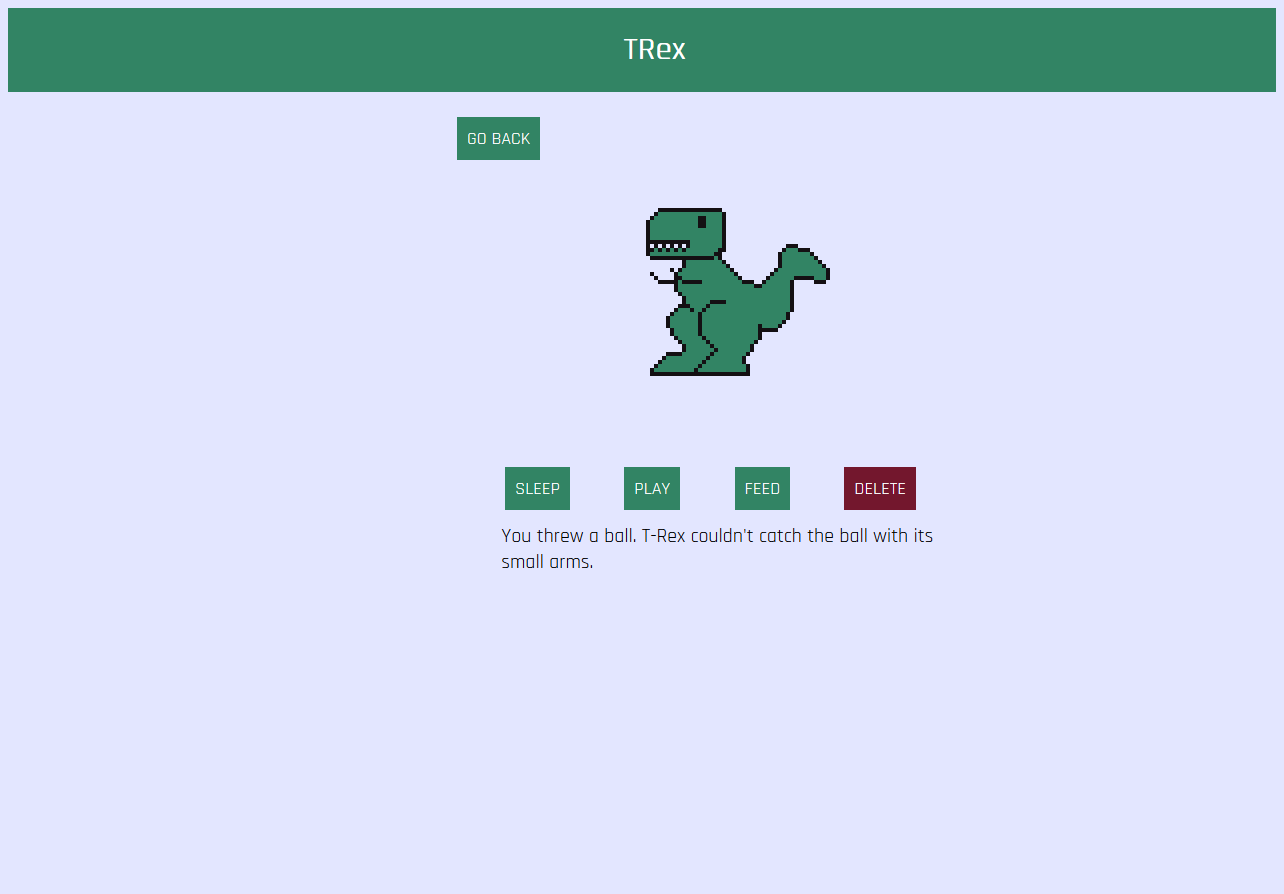 TRex
GO BACK
SLEEP PLAY FEED DELETE
You threw a ball. T-Rex couldn't catch the ball with its
small arms.